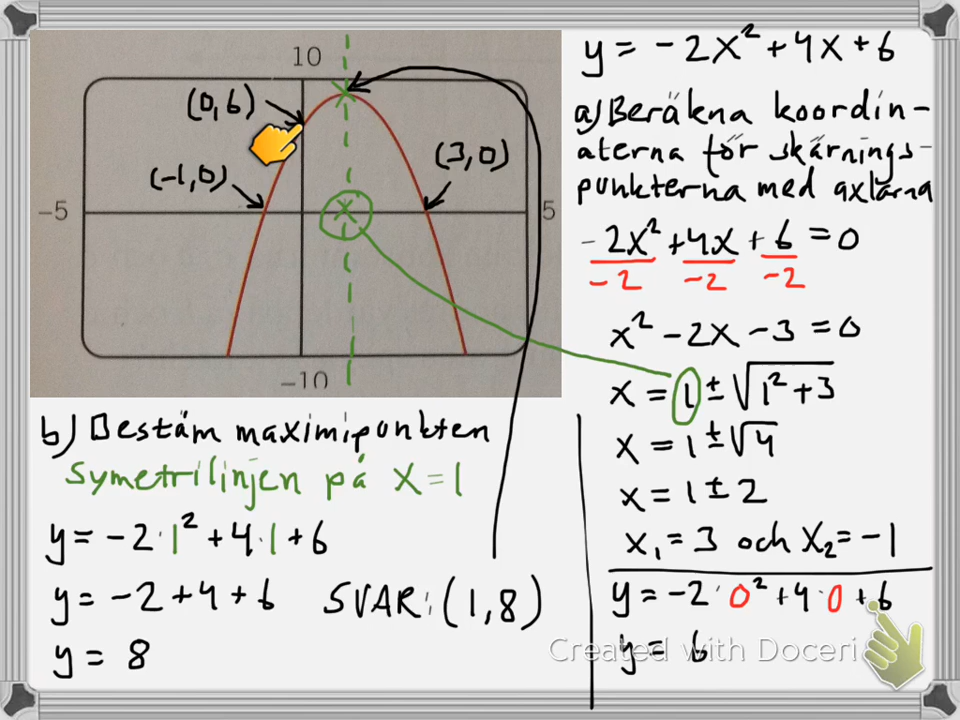 10
(0,6)
(-1,0)
(3,0)
-5
5
-10
y = -2x² + 4x + 6
a) Beräkna koordin-
aterna för skärnings-
punkterna med axlarna
-2x² + 4x + 6 = 0
-2 -2 -2
x² - 2x - 3 = 0
x = 1 ± √1² + 3
x = 1 ± √4
x = 1 ± 2
x₁ = 3 och x₂ = -1
y = -2 · 0² + 4 · 0 + 6
y = 6
b) Bestäm maximipunkten
Symetrilinjen på x = 1
y = -2 · 1² + 4 · 1 + 6
y = -2 + 4 + 6
SVAR: (1,8)
y = 8
Created with Doceri